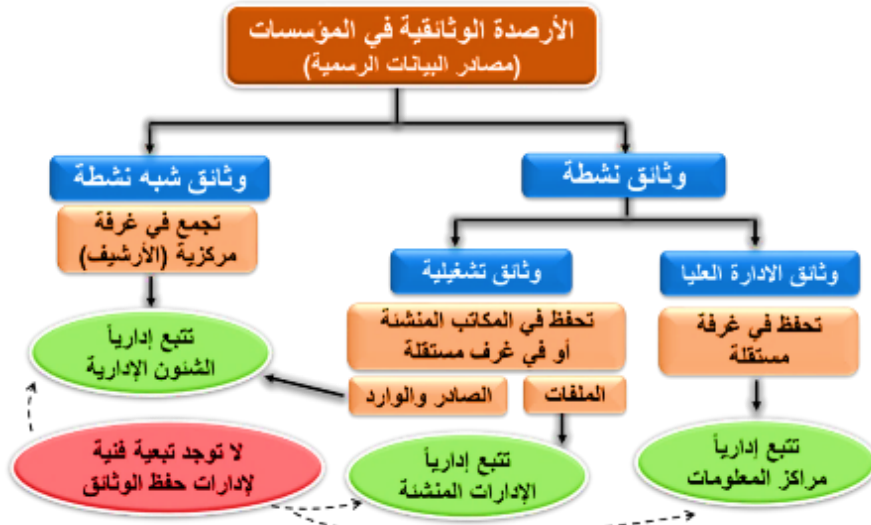 الأرصدة الوثائقية في المؤسسات
(مصادر البيانات الرسمية)
وثائق نشطة
وثائق شبه نشطة
تجمع في غرفة
مركزية (الأرشيف)
وثائق الادارة العليا
وثائق تشغيلية
تحفظ في غرفة
مستقلة
تحفظ في المكاتب المنشئة
أو في غرف مستقلة
الملفات
الصادر والوارد
تتبع إدارياً
الشئون الإدارية
تتبع إدارياً
مراكز المعلومات
تتبع إدارياً
الإدارات المنشئة
لا توجد تبعية فنية
لإدارات حفظ الوثائق